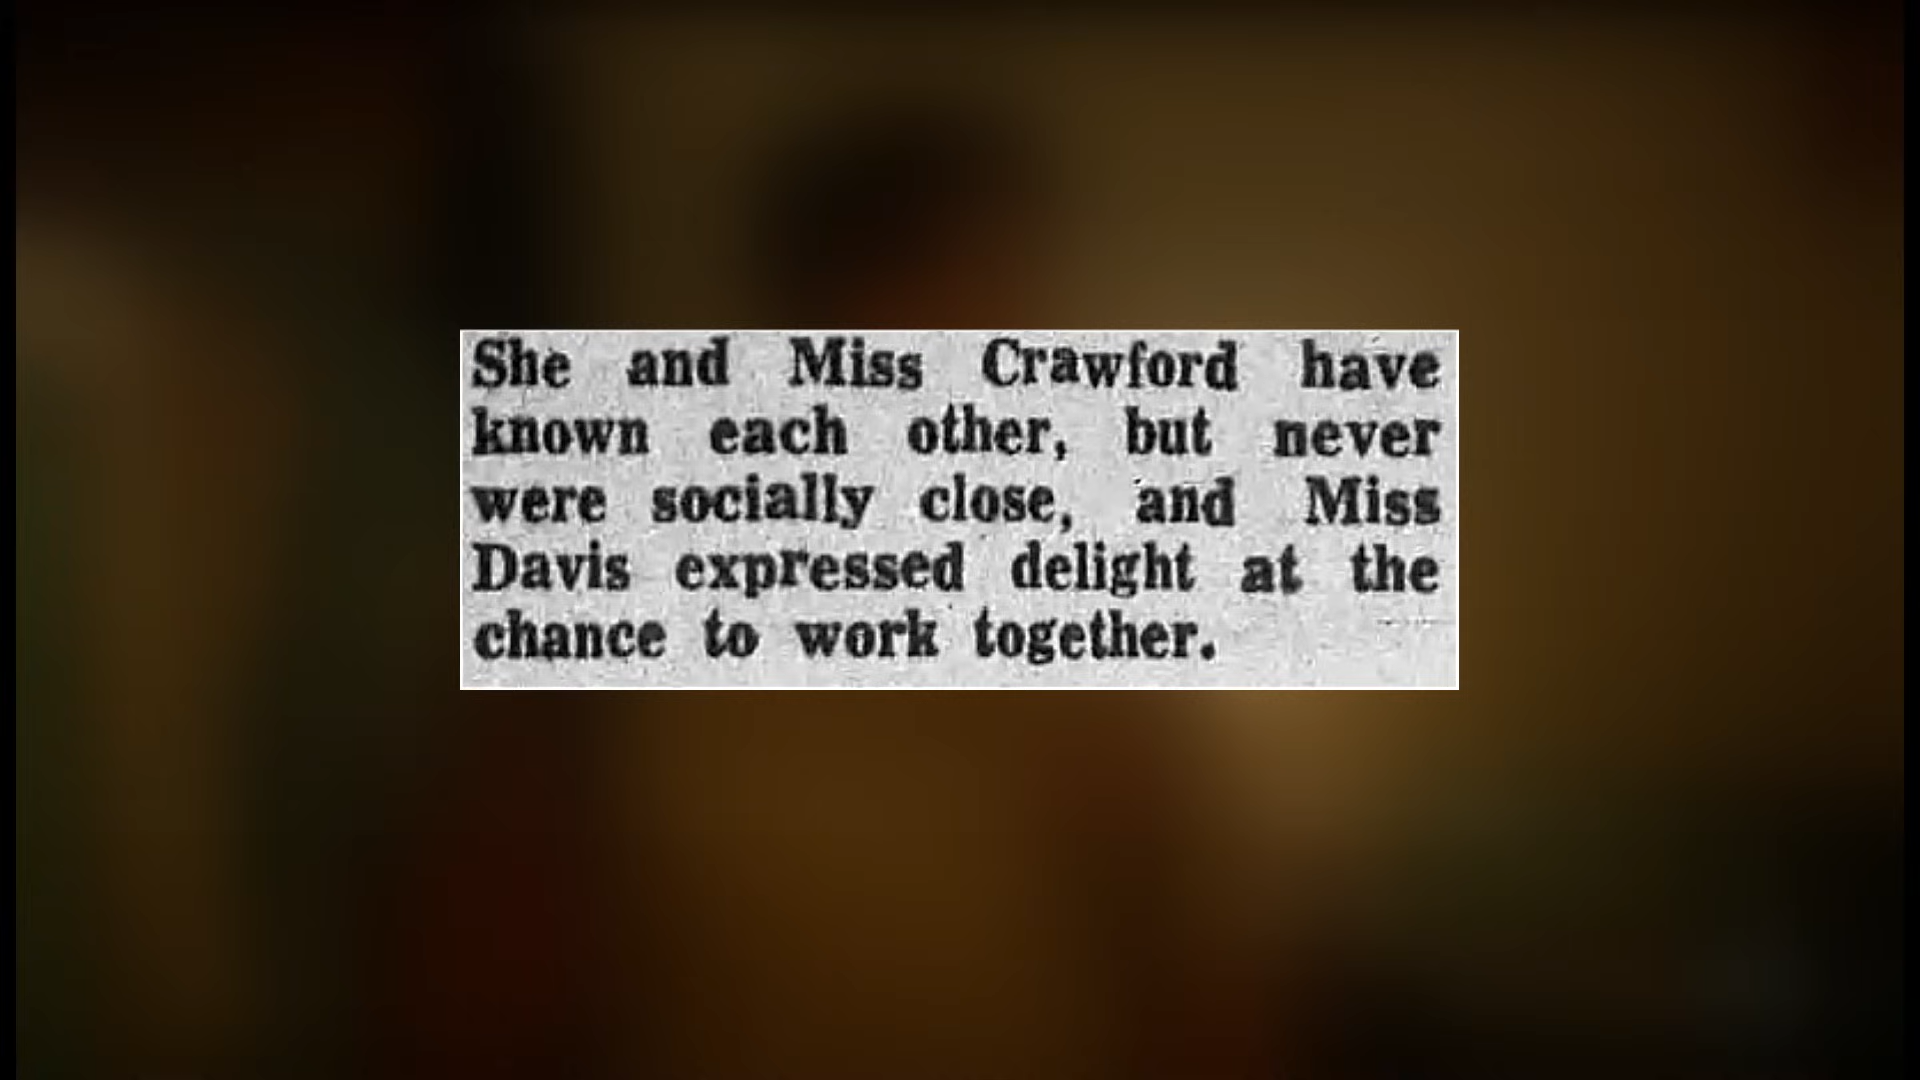 She and Miss Crawford have
known each other, but never
were socially close, and Miss
Davis expressed delight at the
chance to work together.